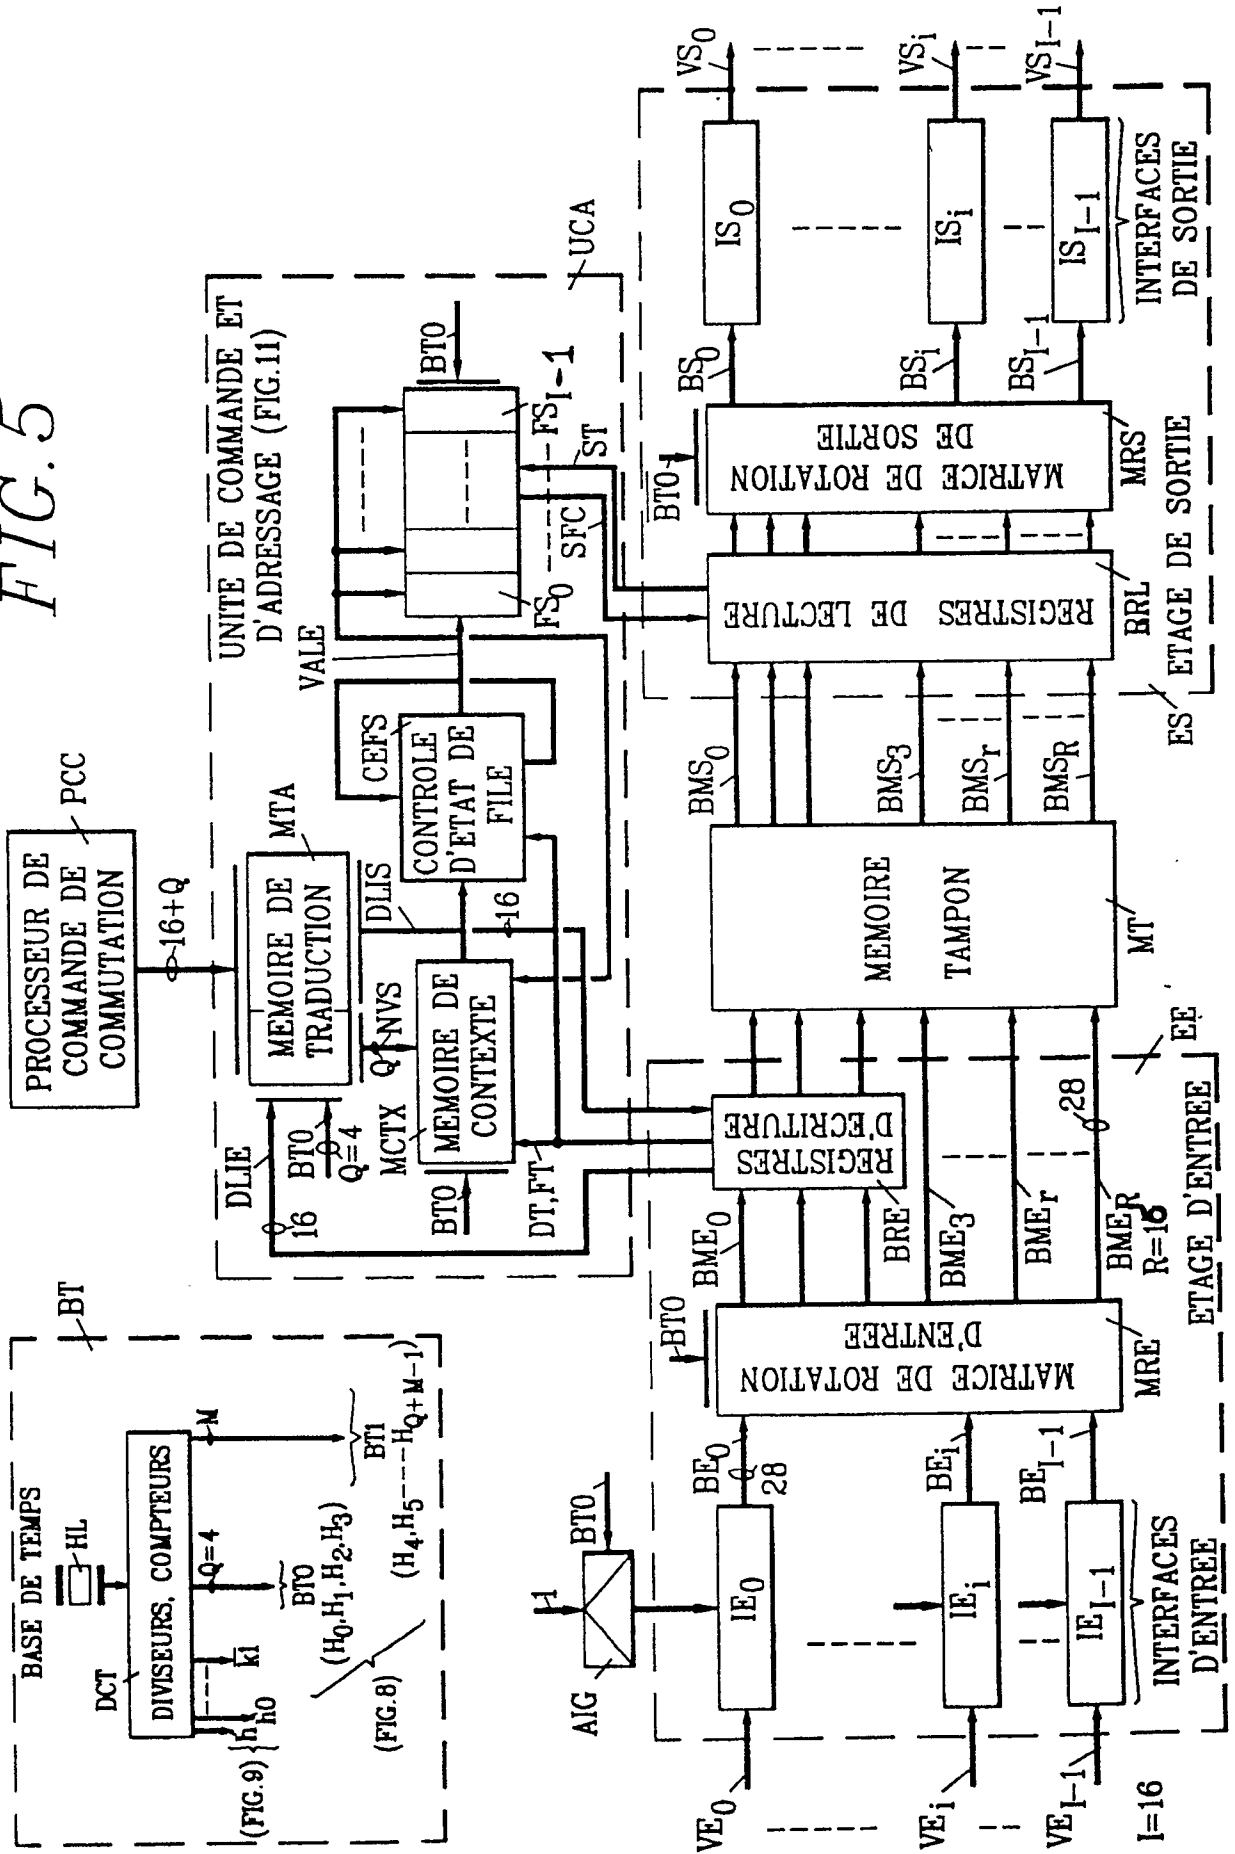 FIG.5
BASE DE TEMPS
BT
HL
DCT
DIVISEURS, COMPTEURS
(FIG.9) {h
h0
k1
Q=4
M
BT0
(H0,H1,H2,H3)
BT1
(H4,H5----HQ+M-1)
(FIG.8)
PROCESSEUR DE
COMMANDE DE
COMMUTATION
PCC
16+Q
UNITE DE COMMANDE ET
D'ADRESSAGE (FIG.11)
UCA
MEMOIRE DE
TRADUCTION
MTA
DLIE
16
BT0
Q=4
Q
NVS
DLIS
16
MCTX
MEMOIRE DE
CONTEXTE
BT0
DT,FT
CEFS
CONTROLE
D'ETAT DE
FILE
VALE
FS0
FSI-1
BT0
SFC
ST
AIG
1
BT0
VE0
VEi
VEI-1
I=16
IE0
IEi
IEI-1
INTERFACES
D'ENTREE
BE0
28
BEi
BEI-1
BT0
MATRICE DE ROTATION
D'ENTREE
MRE
BME0
BME3
BMEr
BMER
R=16
28
REGISTRES
D'ECRITURE
BRE
ETAGE D'ENTREE
EE
MEMOIRE
TAMPON
MT
BMS0
BMS3
BMSr
BMSR
REGISTRES DE LECTURE
BRL
ES
ETAGE DE SORTIE
BT0
MATRICE DE ROTATION
DE SORTIE
MRS
BS0
BSi
BSI-1
IS0
ISi
ISI-1
INTERFACES
DE SORTIE
VS0
VSi
VSI-1